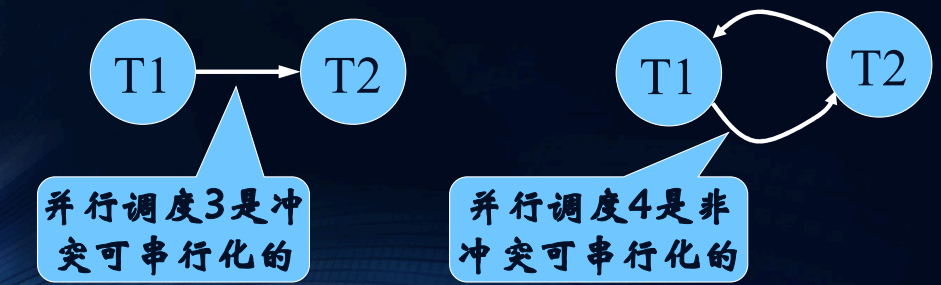 T1
T2
T1
T2
并行调度3是冲
突可串行化的
并行调度4是非
冲突可串行化的